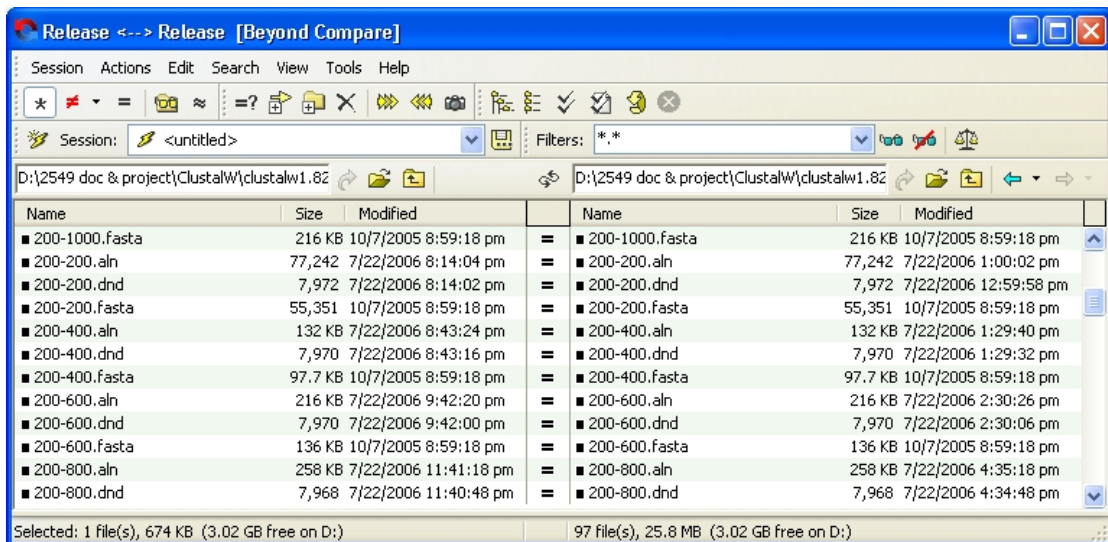 Release <--> Release [Beyond Compare]
Session Actions Edit Search View Tools Help
Session: <untitled> Filters: *.*
D:\2549 doc & project\ClustalW\clustalw1.82 D:\2549 doc & project\ClustalW\clustalw1.82
Name Size Modified Name Size Modified
200-1000.fasta 216 KB 10/7/2005 8:59:18 pm = 200-1000.fasta 216 KB 10/7/2005 8:59:18 pm
200-200.aln 77,242 7/22/2006 8:14:04 pm = 200-200.aln 77,242 7/22/2006 1:00:02 pm
200-200.dnd 7,972 7/22/2006 8:14:02 pm = 200-200.dnd 7,972 7/22/2006 12:59:58 pm
200-200.fasta 55,351 10/7/2005 8:59:18 pm = 200-200.fasta 55,351 10/7/2005 8:59:18 pm
200-400.aln 132 KB 7/22/2006 8:43:24 pm = 200-400.aln 132 KB 7/22/2006 1:29:40 pm
200-400.dnd 7,970 7/22/2006 8:43:16 pm = 200-400.dnd 7,970 7/22/2006 1:29:32 pm
200-400.fasta 97.7 KB 10/7/2005 8:59:18 pm = 200-400.fasta 97.7 KB 10/7/2005 8:59:18 pm
200-600.aln 216 KB 7/22/2006 9:42:20 pm = 200-600.aln 216 KB 7/22/2006 2:30:26 pm
200-600.dnd 7,970 7/22/2006 9:42:00 pm = 200-600.dnd 7,970 7/22/2006 2:30:06 pm
200-600.fasta 136 KB 10/7/2005 8:59:18 pm = 200-600.fasta 136 KB 10/7/2005 8:59:18 pm
200-800.aln 258 KB 7/22/2006 11:41:18 pm = 200-800.aln 258 KB 7/22/2006 4:35:18 pm
200-800.dnd 7,968 7/22/2006 11:40:48 pm = 200-800.dnd 7,968 7/22/2006 4:34:48 pm
Selected: 1 file(s), 674 KB (3.02 GB free on D:) 97 file(s), 25.8 MB (3.02 GB free on D:)